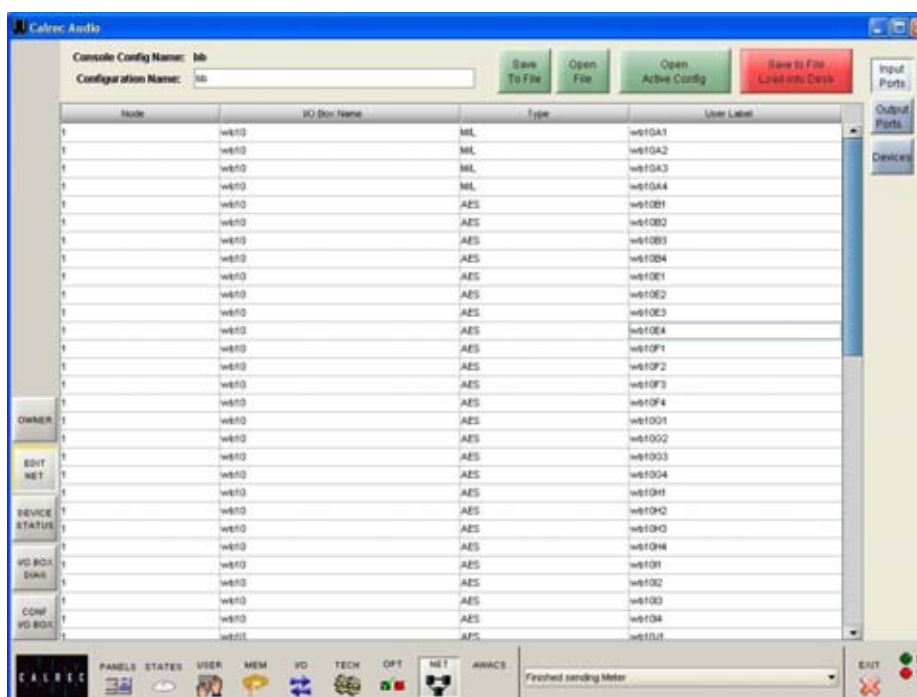 Calrec Audio
Console Config Name: bb
Configuration Name: bb
Save To File
Open File
Open Active Config
Save to File Load into Desk
Input Ports
Output Ports
Devices
Node I/O Box Name Type User Label
1 wb10 M/L wb10A1
1 wb10 M/L wb10A2
1 wb10 M/L wb10A3
1 wb10 M/L wb10A4
1 wb10 AES wb10B1
1 wb10 AES wb10B2
1 wb10 AES wb10B3
1 wb10 AES wb10B4
1 wb10 AES wb10E1
1 wb10 AES wb10E2
1 wb10 AES wb10E3
1 wb10 AES wb10E4
1 wb10 AES wb10F1
1 wb10 AES wb10F2
1 wb10 AES wb10F3
1 wb10 AES wb10F4
1 wb10 AES wb10G1
1 wb10 AES wb10G2
1 wb10 AES wb10G3
1 wb10 AES wb10G4
1 wb10 AES wb10H1
1 wb10 AES wb10H2
1 wb10 AES wb10H3
1 wb10 AES wb10H4
1 wb10 AES wb10I1
1 wb10 AES wb10I2
1 wb10 AES wb10I3
1 wb10 AES wb10I4
1 wb10 AES wb10J1
OWNER
EDIT NET
DEVICE STATUS
I/O BOX DIAG
CONF I/O BOX
CALREC
PANELS STATES USER MEM I/O TECH OPT NET AWACS
Finished sending Meter
EXIT